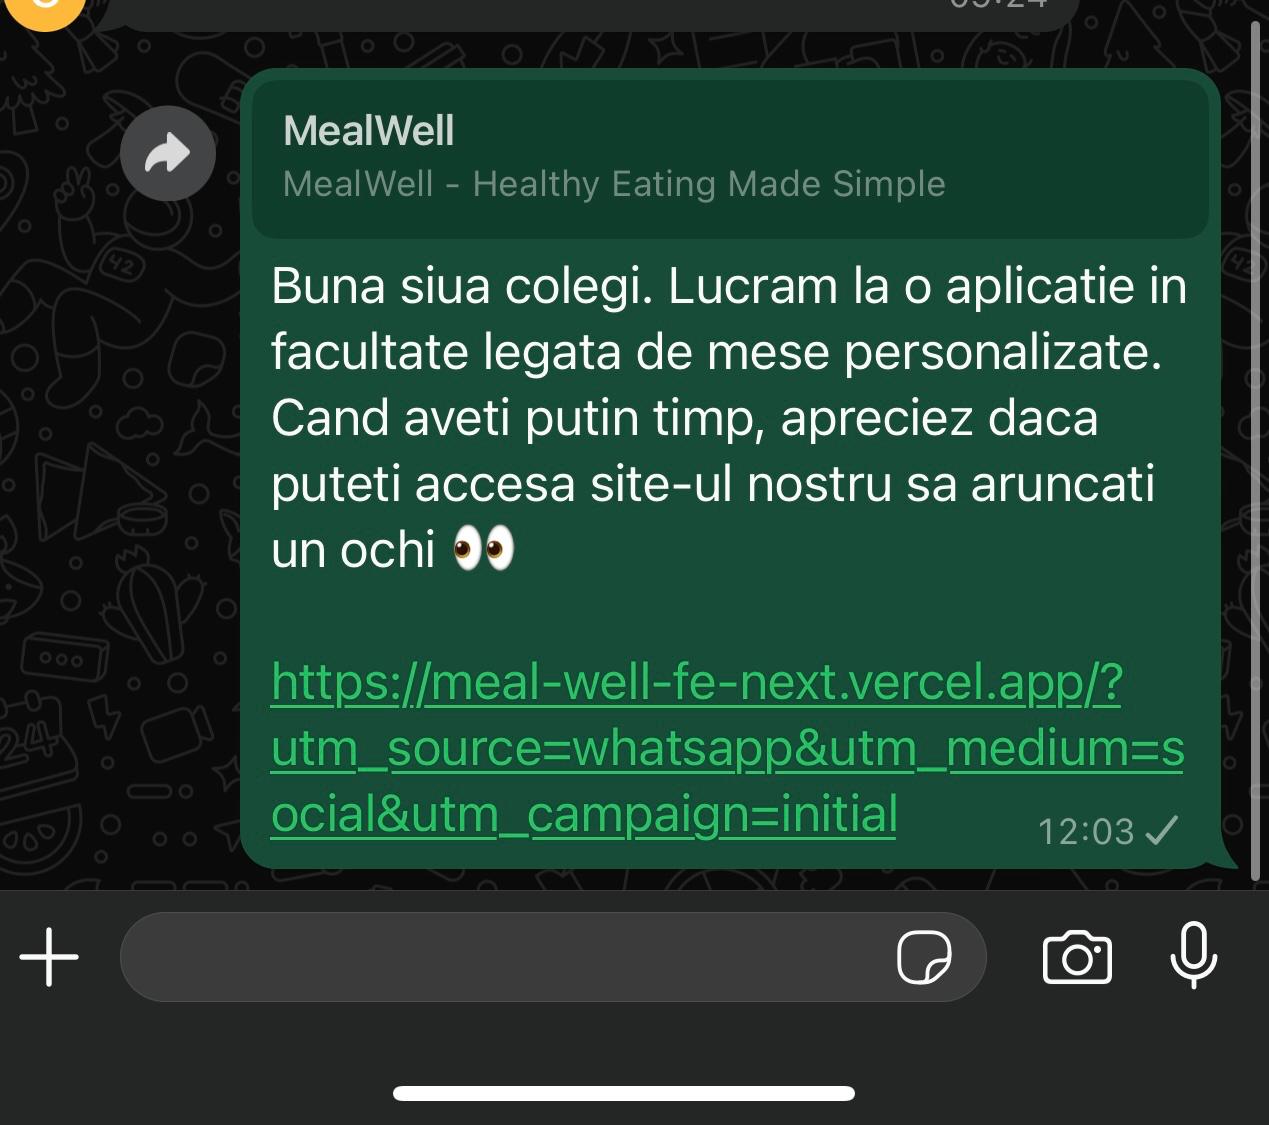 MealWell
MealWell - Healthy Eating Made Simple
Buna siua colegi. Lucram la o aplicatie in
facultate legata de mese personalizate.
Cand aveti putin timp, apreciez daca
puteti accesa site-ul nostru sa aruncati
un ochi 👀
https://meal-well-fe-next.vercel.app/?
utm_source=whatsapp&utm_medium=s
ocial&utm_campaign=initial
12:03